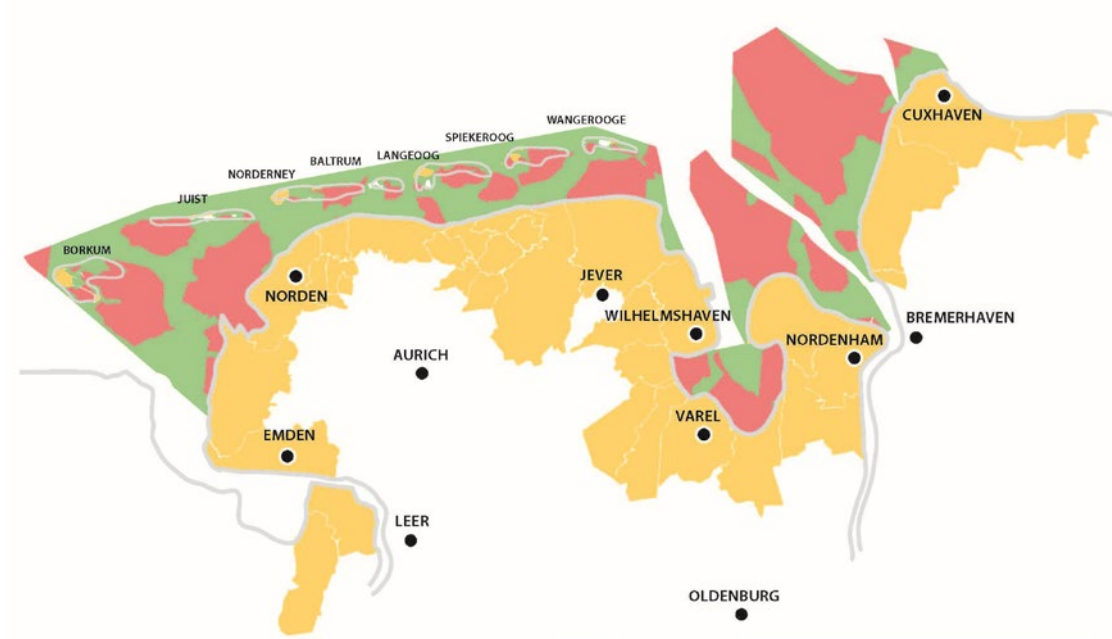 WANGEROOGE
CUXHAVEN
SPIEKEROOG
LANGEOOG
BALTRUM
NORDERNEY
JUIST
BORKUM
NORDEN
JEVER
WILHELMSHAVEN
BREMERHAVEN
NORDENHAM
AURICH
VAREL
EMDEN
LEER
OLDENBURG